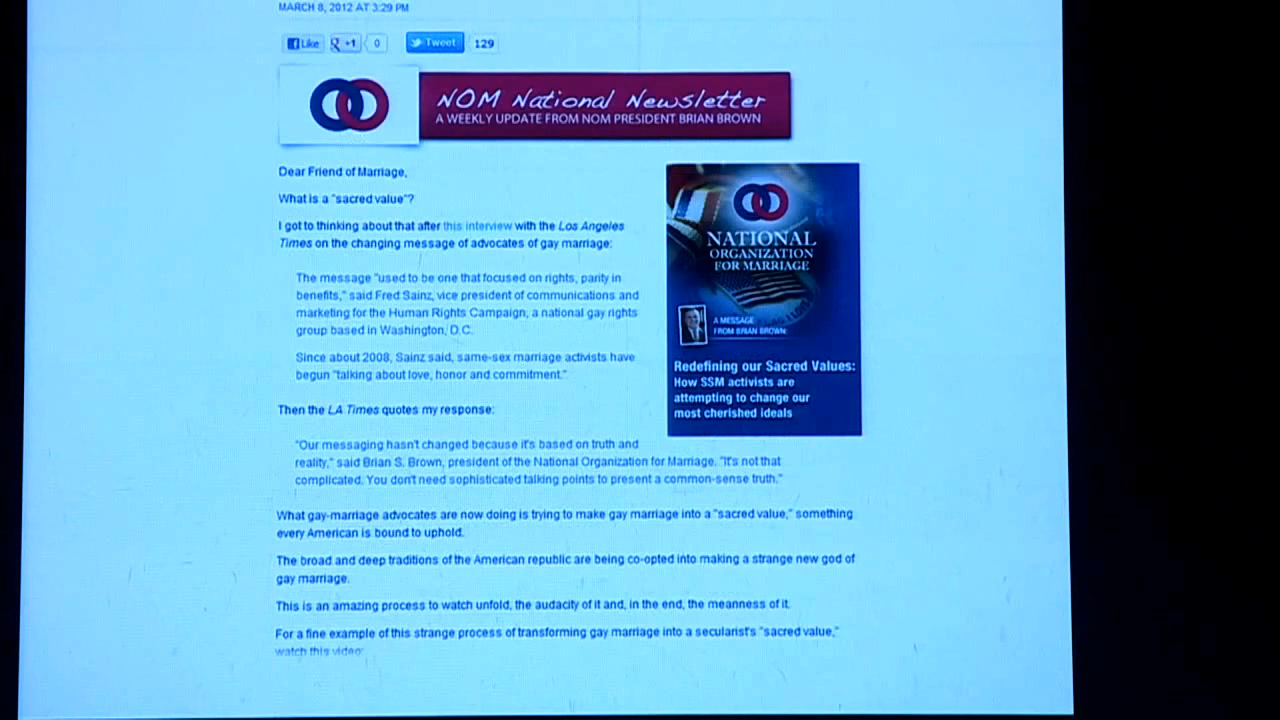 MARCH 8, 2012 AT 3:29 PM
Like +1 0 Tweet 129
NOM National Newsletter
A WEEKLY UPDATE FROM NOM PRESIDENT BRIAN BROWN
Dear Friend of Marriage,
What is a "sacred value"?
I got to thinking about that after this interview with the Los Angeles
Times on the changing message of advocates of gay marriage:
The message "used to be one that focused on rights, parity in
benefits," said Fred Sainz, vice president of communications and
marketing for the Human Rights Campaign, a national gay rights
group based in Washington, D.C.
Since about 2008, Sainz said, same-sex marriage activists have
begun "talking about love, honor and commitment."
Then the LA Times quotes my response:
"Our messaging hasn't changed because it's based on truth and
reality," said Brian S. Brown, president of the National Organization for Marriage. "It's not that
complicated. You don't need sophisticated talking points to present a common-sense truth."
What gay-marriage advocates are now doing is trying to make gay marriage into a "sacred value," something
every American is bound to uphold.
The broad and deep traditions of the American republic are being co-opted into making a strange new god of
gay marriage.
This is an amazing process to watch unfold, the audacity of it and, in the end, the meanness of it.
For a fine example of this strange process of transforming gay marriage into a secularist's "sacred value,"
watch this video:
NATIONAL
ORGANIZATION
FOR MARRIAGE
A MESSAGE
FROM BRIAN BROWN:
Redefining our Sacred Values:
How SSM activists are
attempting to change our
most cherished ideals